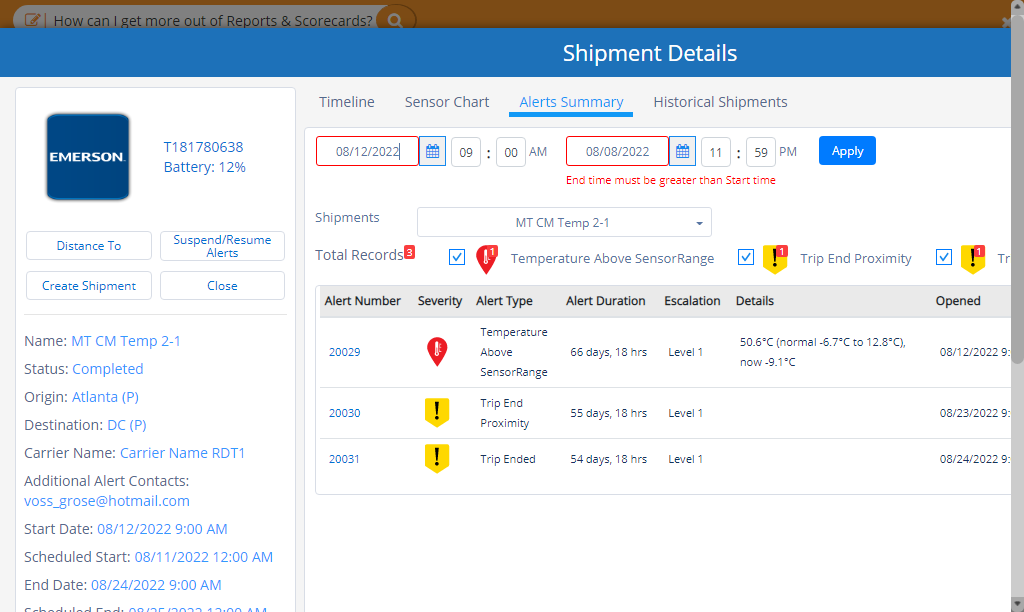 How can I get more out of Reports & Scorecards?
Shipment Details
EMERSON.
T181780638
Battery: 12%
Distance To
Suspend/Resume
Alerts
Create Shipment
Close
Name: MT CM Temp 2-1
Status: Completed
Origin: Atlanta (P)
Destination: DC (P)
Carrier Name: Carrier Name RDT1
Additional Alert Contacts:
voss_grose@hotmail.com
Start Date: 08/12/2022 9:00 AM
Scheduled Start: 08/11/2022 12:00 AM
End Date: 08/24/2022 9:00 AM
Scheduled End: 08/25/2022 12:00 AM
Timeline Sensor Chart Alerts Summary Historical Shipments
08/12/2022 09 : 00 AM 08/08/2022 11 : 59 PM Apply
End time must be greater than Start time
Shipments MT CM Temp 2-1
Total Records 3 1 Temperature Above SensorRange 1 Trip End Proximity 1 Tr
Alert Number Severity Alert Type Alert Duration Escalation Details Opened
20029 Temperature Above SensorRange 66 days, 18 hrs Level 1 50.6°C (normal -6.7°C to 12.8°C), now -9.1°C 08/12/2022 9:
20030 Trip End Proximity 55 days, 18 hrs Level 1 08/23/2022 9:
20031 Trip Ended 54 days, 18 hrs Level 1 08/24/2022 9: